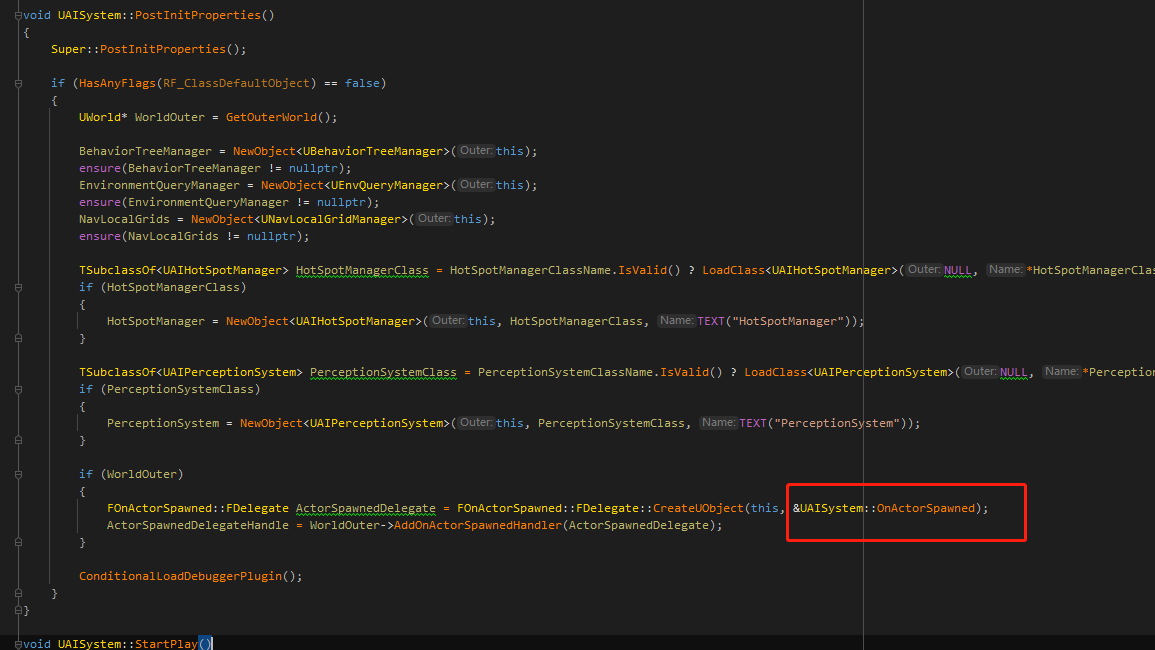 void UAISystem::PostInitProperties()
{
Super::PostInitProperties();
if (HasAnyFlags(RF_ClassDefaultObject) == false)
{
UWorld* WorldOuter = GetOuterWorld();
BehaviorTreeManager = NewObject<UBehaviorTreeManager>(Outer:this);
ensure(BehaviorTreeManager != nullptr);
EnvironmentQueryManager = NewObject<UEnvQueryManager>(Outer:this);
ensure(EnvironmentQueryManager != nullptr);
NavLocalGrids = NewObject<UNavLocalGridManager>(Outer:this);
ensure(NavLocalGrids != nullptr);
TSubclassOf<UAIHotSpotManager> HotSpotManagerClass = HotSpotManagerClassName.IsValid() ? LoadClass<UAIHotSpotManager>(Outer:NULL, Name:*HotSpotManagerClas
if (HotSpotManagerClass)
{
HotSpotManager = NewObject<UAIHotSpotManager>(Outer:this, HotSpotManagerClass, Name:TEXT("HotSpotManager"));
}
TSubclassOf<UAIPerceptionSystem> PerceptionSystemClass = PerceptionSystemClassName.IsValid() ? LoadClass<UAIPerceptionSystem>(Outer:NULL, Name:*Perception
if (PerceptionSystemClass)
{
PerceptionSystem = NewObject<UAIPerceptionSystem>(Outer:this, PerceptionSystemClass, Name:TEXT("PerceptionSystem"));
}
if (WorldOuter)
{
FOnActorSpawned::FDelegate ActorSpawnedDelegate = FOnActorSpawned::FDelegate::CreateUObject(this, &UAISystem::OnActorSpawned);
ActorSpawnedDelegateHandle = WorldOuter->AddOnActorSpawnedHandler(ActorSpawnedDelegate);
}
ConditionalLoadDebuggerPlugin();
}
}
void UAISystem::StartPlay()